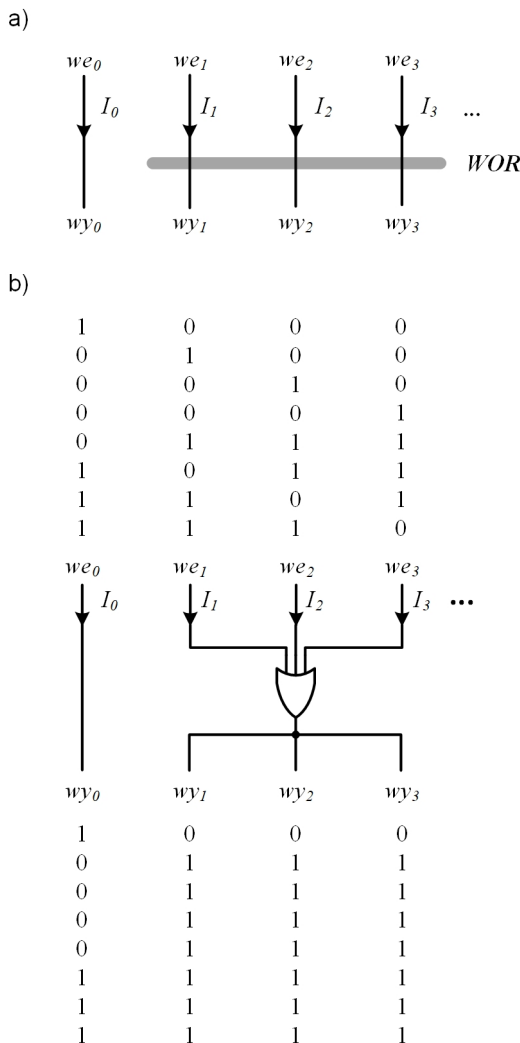 a)
we0 we1 we2 we3
I0 I1 I2 I3 ...
WOR
wy0 wy1 wy2 wy3
b)
1 0 0 0
0 1 0 0
0 0 1 0
0 0 0 1
0 1 1 1
1 0 1 1
1 1 0 1
1 1 1 0
we0 we1 we2 we3
I0 I1 I2 I3 ...
wy0 wy1 wy2 wy3
1 0 0 0
0 1 1 1
0 1 1 1
0 1 1 1
0 1 1 1
1 1 1 1
1 1 1 1
1 1 1 1